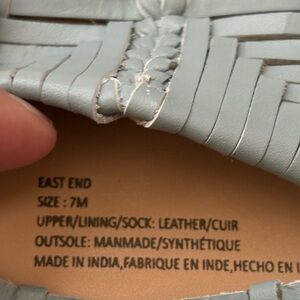 EAST END
SIZE : 7M
UPPER/LINING/SOCK: LEATHER/CUIR
OUTSOLE: MANMADE/SYNTHÉTIQUE
MADE IN INDIA,FABRIQUE EN INDE,HECHO EN I